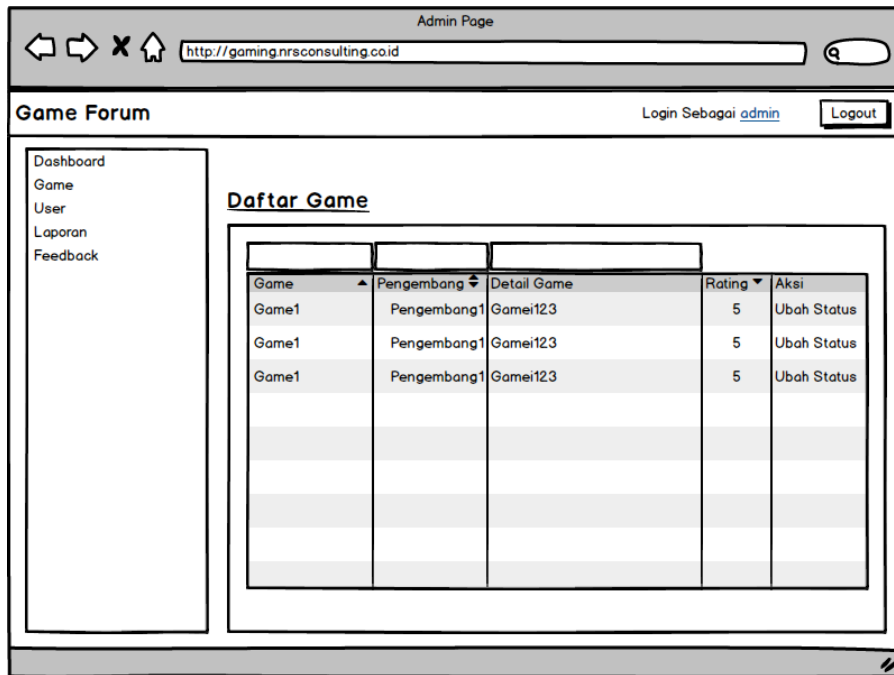 Admin Page
http://gaming.nrsconsulting.co.id
Game Forum
Login Sebagai admin
Logout
Dashboard
Game
User
Laporan
Feedback
Daftar Game
Game Pengembang Detail Game Rating Aksi
Game1 Pengembang1 Gamei123 5 Ubah Status
Game1 Pengembang1 Gamei123 5 Ubah Status
Game1 Pengembang1 Gamei123 5 Ubah Status